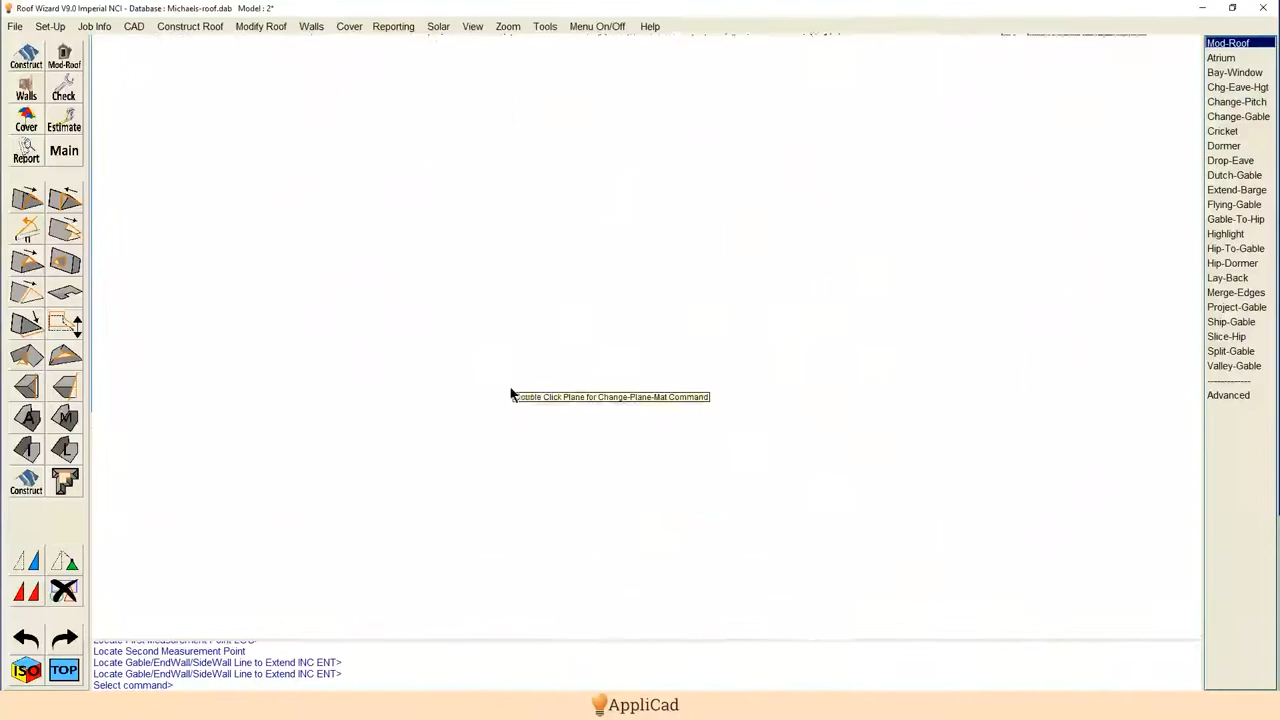 Roof Wizard V9.0 Imperial NCI - Database : Michaels-roof.dab Model : 2*
File Set-Up Job Info CAD Construct Roof Modify Roof Walls Cover Reporting Solar View Zoom Tools Menu On/Off Help
Construct Mod-Roof
Walls Check
Cover Estimate
Report Main
A M
I L
Construct
ISO TOP
Double Click Plane for Change-Plane-Mat Command
Locate First Measurement Point LOC>
Locate Second Measurement Point
Locate Gable/EndWall/SideWall Line to Extend INC ENT>
Locate Gable/EndWall/SideWall Line to Extend INC ENT>
Select command>
Mod-Roof
Atrium
Bay-Window
Chg-Eave-Hgt
Change-Pitch
Change-Gable
Cricket
Dormer
Drop-Eave
Dutch-Gable
Extend-Barge
Flying-Gable
Gable-To-Hip
Highlight
Hip-To-Gable
Hip-Dormer
Lay-Back
Merge-Edges
Project-Gable
Ship-Gable
Slice-Hip
Split-Gable
Valley-Gable
--------------
Advanced
AppliCad